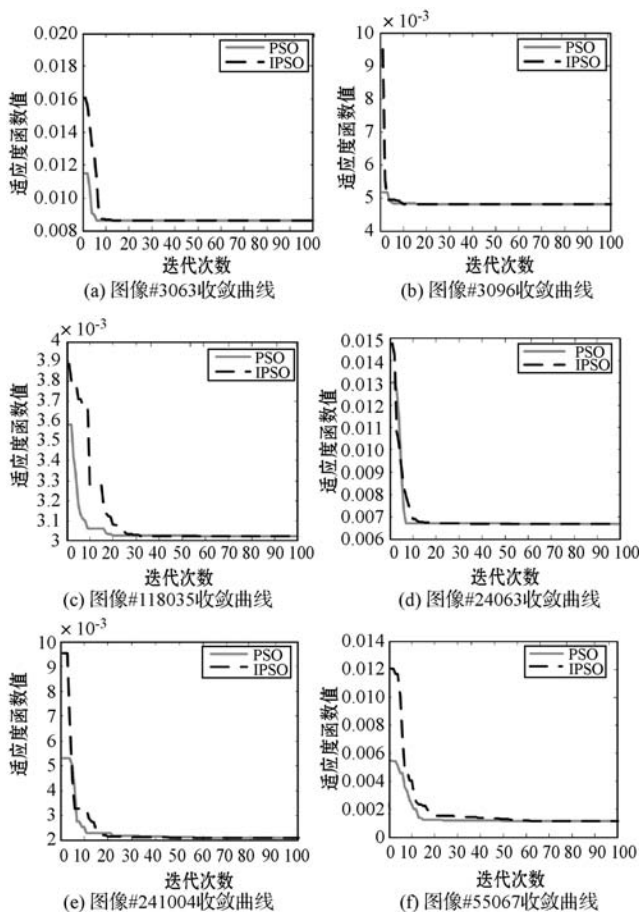 0.020
0.018
0.016
0.014
0.012
0.010
0.008
适应度函数值
PSO
IPSO
0 10 20 30 40 50 60 70 80 90 100
迭代次数
(a) 图像#3063收敛曲线
10 × 10-3
9
8
7
6
5
4
适应度函数值
PSO
IPSO
0 10 20 30 40 50 60 70 80 90 100
迭代次数
(b) 图像#3096收敛曲线
4 × 10-3
3.9
3.8
3.7
3.6
3.5
3.4
3.3
3.2
3.1
3
适应度函数值
PSO
IPSO
0 10 20 30 40 50 60 70 80 90 100
迭代次数
(c) 图像#118035收敛曲线
0.015
0.014
0.013
0.012
0.011
0.010
0.009
0.008
0.007
0.006
适应度函数值
PSO
IPSO
0 10 20 30 40 50 60 70 80 90 100
迭代次数
(d) 图像#24063收敛曲线
10 × 10-3
9
8
7
6
5
4
3
2
适应度函数值
PSO
IPSO
0 10 20 30 40 50 60 70 80 90 100
迭代次数
(e) 图像#241004收敛曲线
0.014
0.012
0.010
0.008
0.006
0.004
0.002
0.000
适应度函数值
PSO
IPSO
0 10 20 30 40 50 60 70 80 90 100
迭代次数
(f) 图像#55067收敛曲线